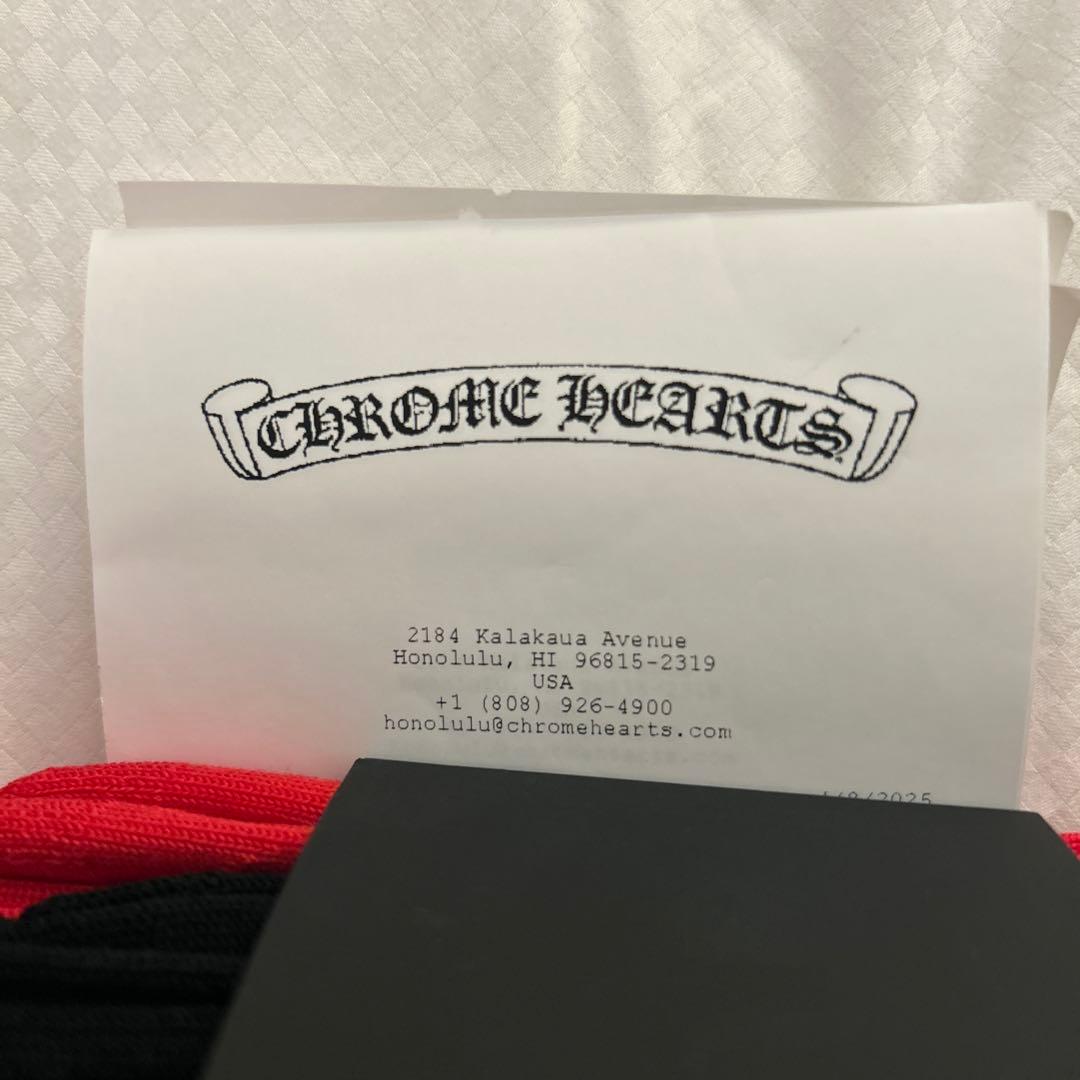 CHROME HEARTS
2184 Kalakaua Avenue
Honolulu, HI 96815-2319
USA
+1 (808) 926-4900
honolulu@chromehearts.com